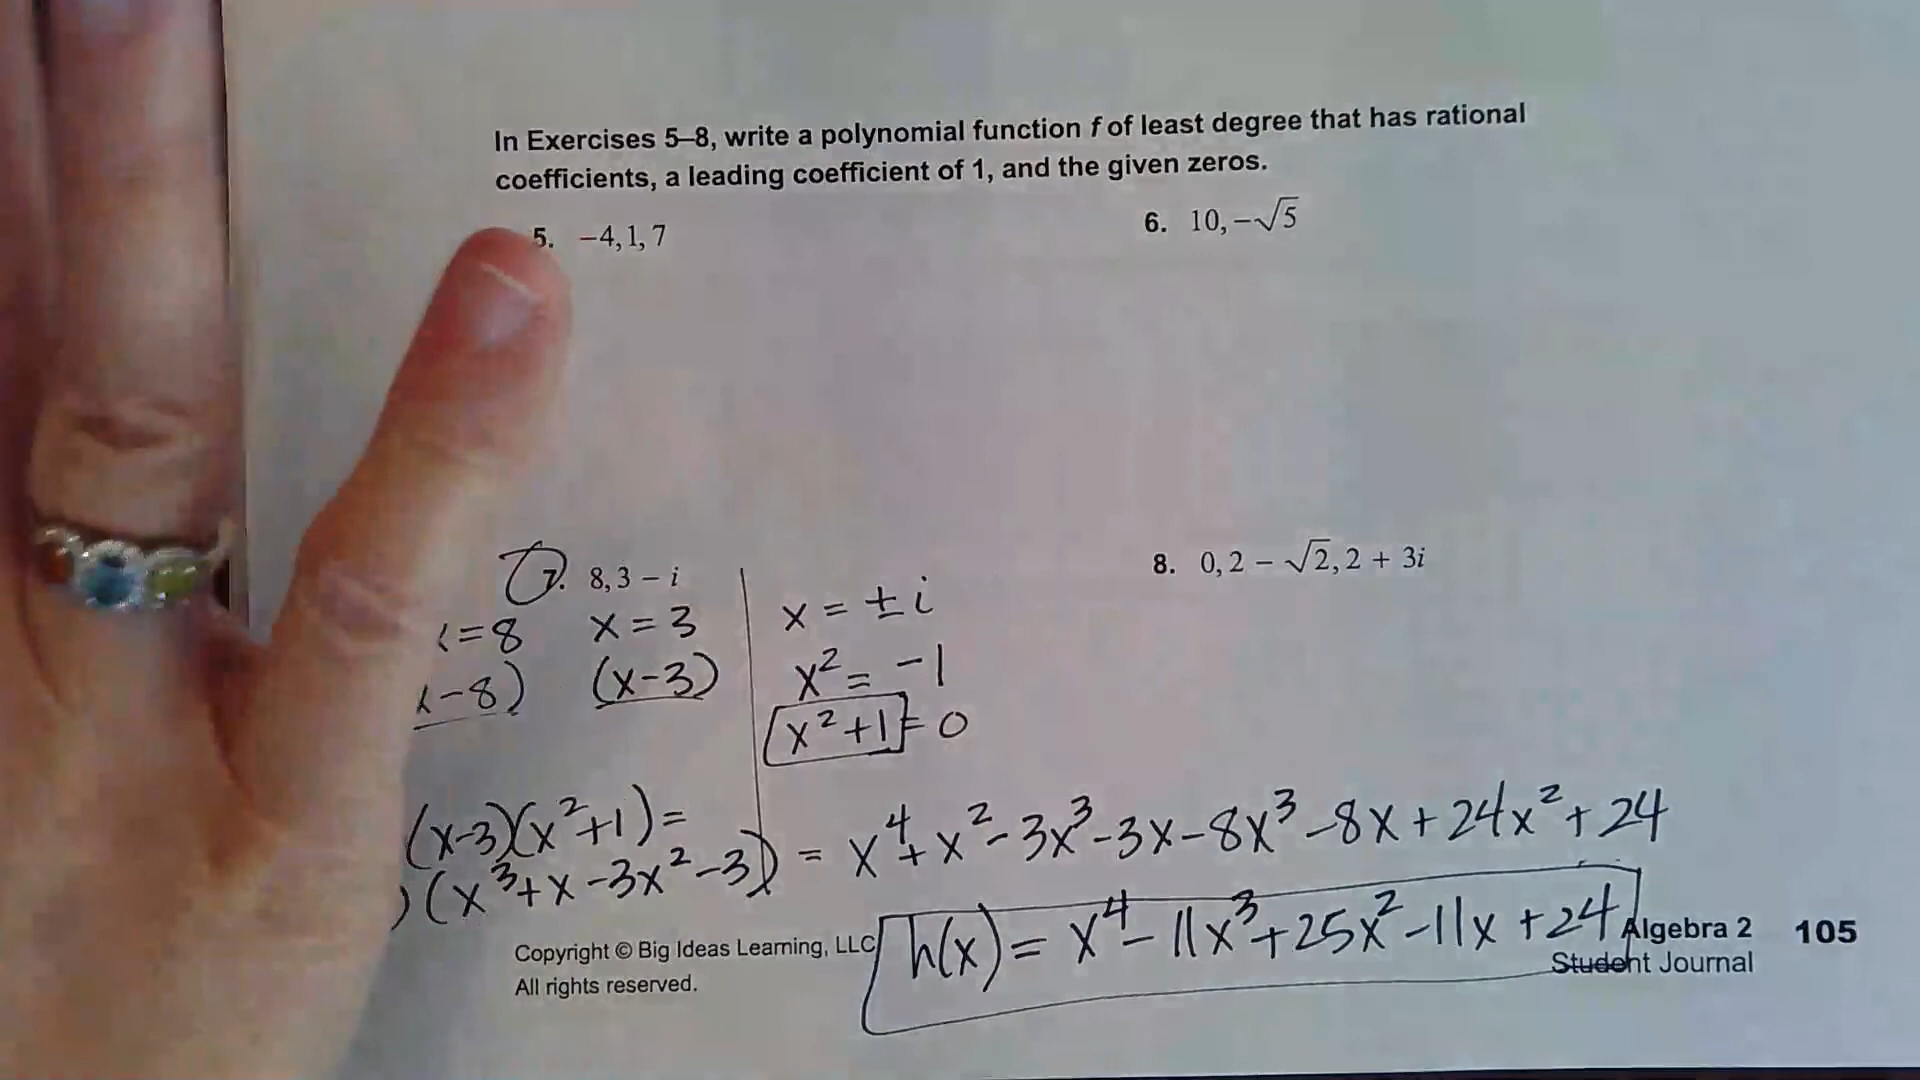 In Exercises 5–8, write a polynomial function f of least degree that has rational
coefficients, a leading coefficient of 1, and the given zeros.
5. −4, 1, 7
6. 10, −√5
7. 8, 3 − i
x = ± i
8. 0, 2 − √2, 2 + 3i
=8 x = 3
x² = −1
−8) (x−3)
x²+1 = 0
(x−3)(x²+1) =
)(x³+x−3x²−3) = x⁴+x²−3x³−3x−8x³−8x+24x²+24
h(x) = x⁴−11x³+25x²−11x+24
Copyright © Big Ideas Learning, LLC
All rights reserved.
Algebra 2 105
Student Journal